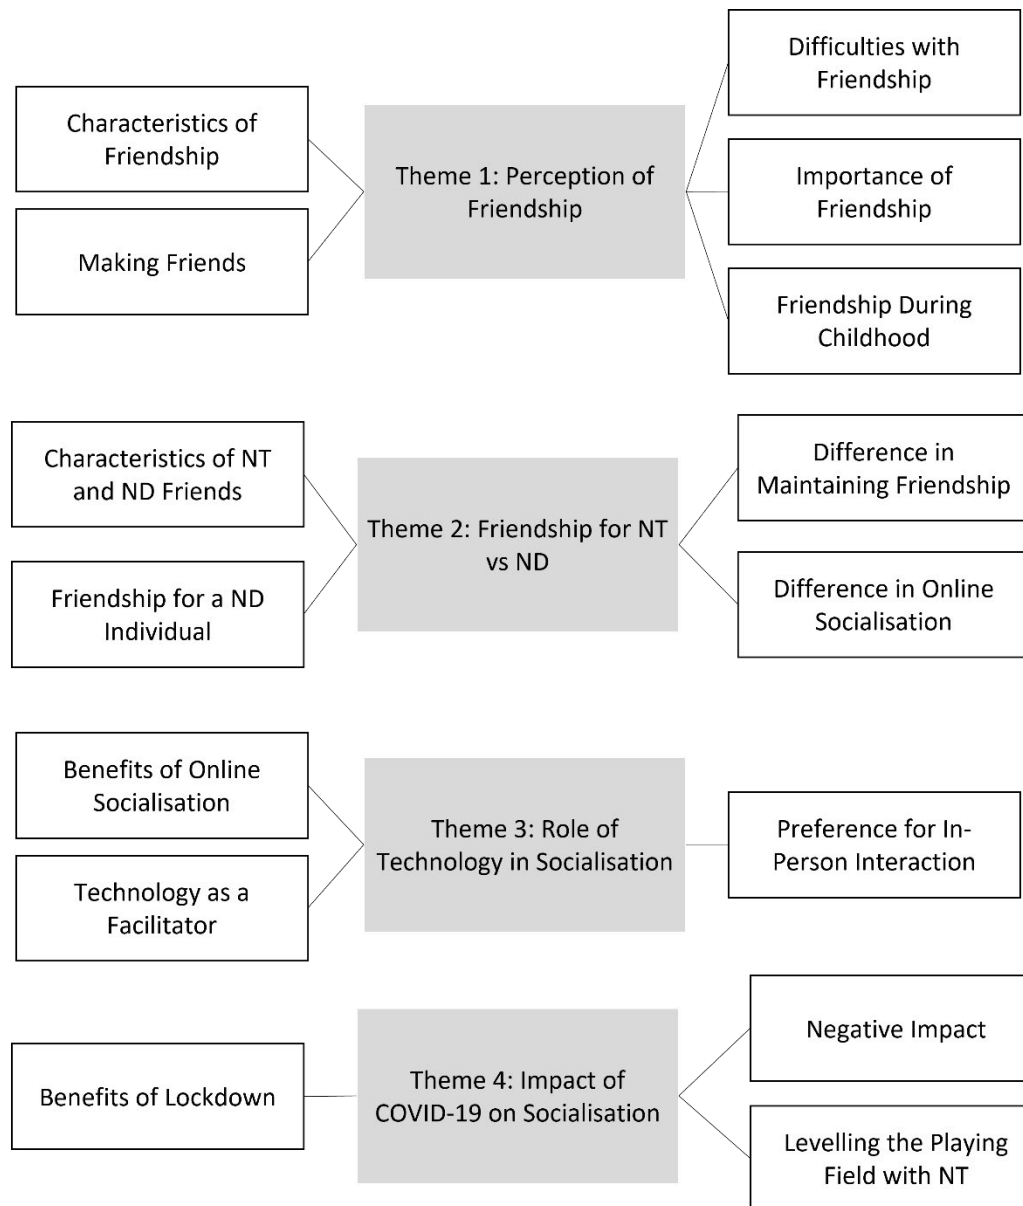 Characteristics of
Friendship
Making Friends
Theme 1: Perception of
Friendship
Difficulties with
Friendship
Importance of
Friendship
Friendship During
Childhood
Characteristics of NT
and ND Friends
Friendship for a ND
Individual
Theme 2: Friendship for NT
vs ND
Difference in
Maintaining Friendship
Difference in Online
Socialisation
Benefits of Online
Socialisation
Technology as a
Facilitator
Theme 3: Role of
Technology in Socialisation
Preference for In-
Person Interaction
Benefits of Lockdown
Theme 4: Impact of
COVID-19 on Socialisation
Negative Impact
Levelling the Playing
Field with NT